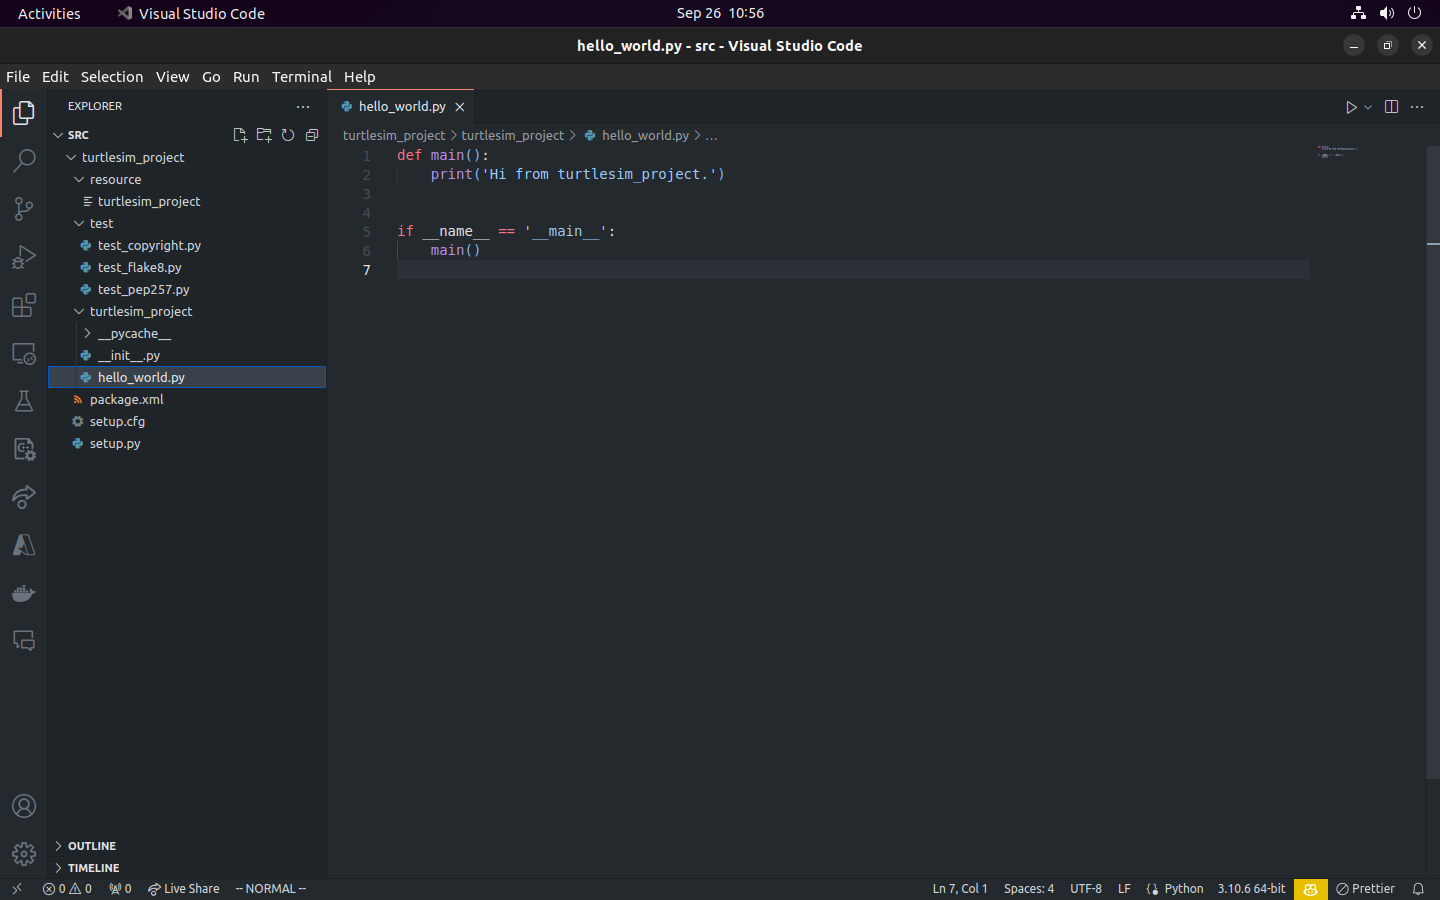 Activities Visual Studio Code Sep 26 10:56
hello_world.py - src - Visual Studio Code
File Edit Selection View Go Run Terminal Help
EXPLORER
SRC
turtlesim_project
resource
turtlesim_project
test
test_copyright.py
test_flake8.py
test_pep257.py
turtlesim_project
__pycache__
__init__.py
hello_world.py
package.xml
setup.cfg
setup.py
OUTLINE
TIMELINE
hello_world.py
turtlesim_project > turtlesim_project > hello_world.py > ...
1 def main():
2     print('Hi from turtlesim_project.')
3
4
5 if __name__ == '__main__':
6     main()
7
0 0 0 Live Share -- NORMAL -- Ln 7, Col 1 Spaces: 4 UTF-8 LF Python 3.10.6 64-bit Prettier